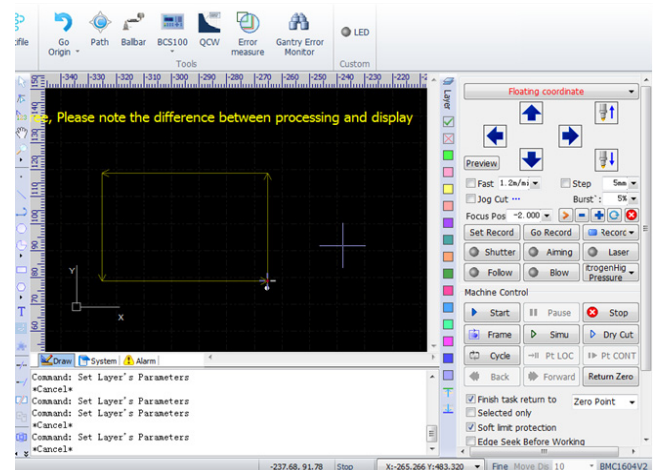 Go Origin Path Ballbar BCS100 QCW Error measure Gantry Error Monitor LED
Tools Custom
-340 -330 -320 -310 -300 -290 -280 -270 -260 -250 -240 -230 -220
Layer
Floating coordinate
me, Please note the difference between processing and display
Preview
Fast 1.2m/mi Step 5mm
Jog Cut ... Burst: 5%
Focus Pos -2.000
Set Record Go Record Record
Shutter Aiming Laser
Follow Blow itrogenHig Pressure
Y
X
Machine Control
Start Pause Stop
Frame Simu Dry Cut
Cycle Pt LOC Pt CONT
Back Forward Return Zero
Draw System Alarm
Command: Set Layer's Parameters
*Cancel*
Command: Set Layer's Parameters
Command: Set Layer's Parameters
*Cancel*
Command: Set Layer's Parameters
*Cancel*
Finish task return to Zero Point
Selected only
Soft limit protection
Edge Seek Before Working
-237.68, 91.78 Stop X:-265.266 Y:483.320 Fine Move Dis 10 BMC1604V2